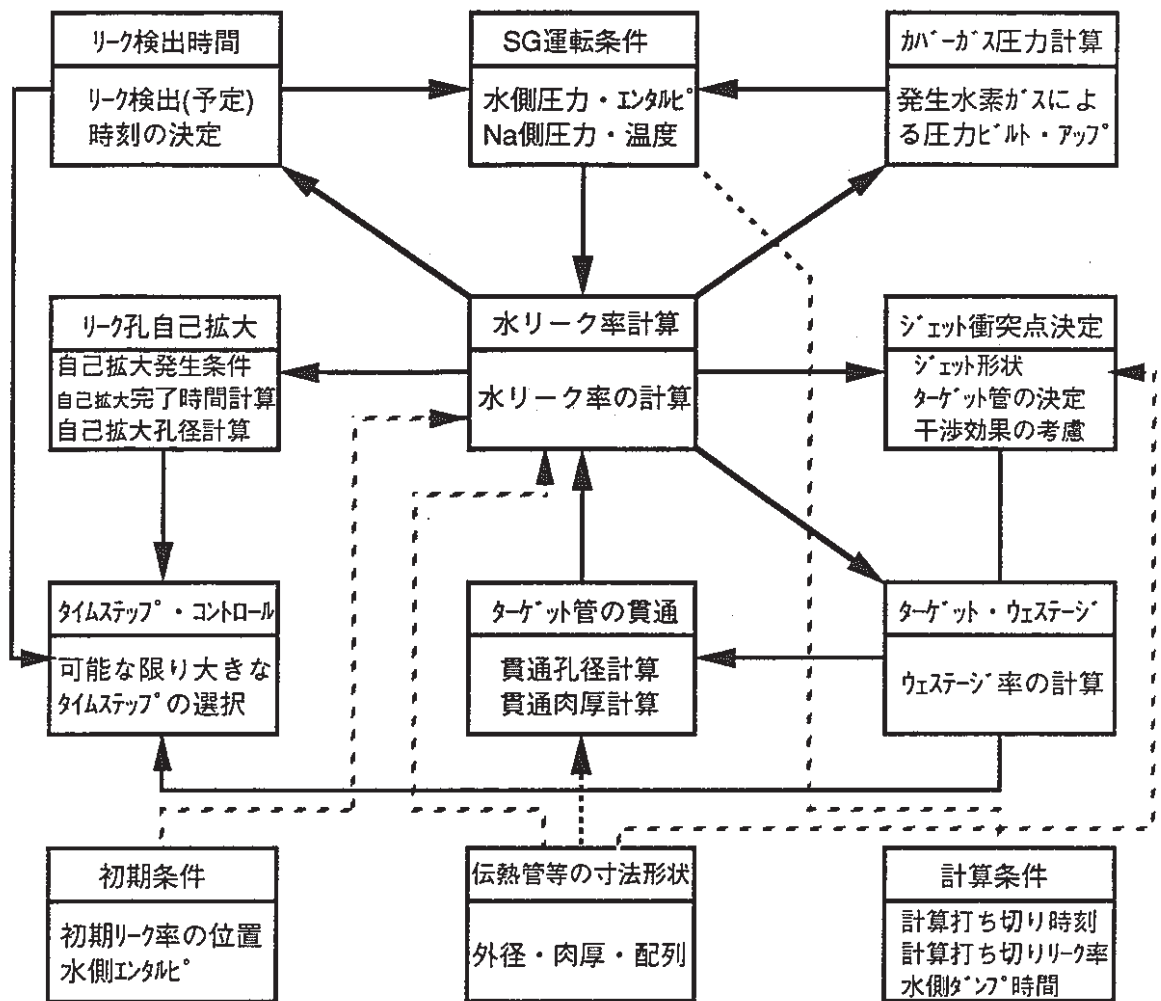 ﾘｰｸ検出時間
ﾘｰｸ検出(予定)
時刻の決定
SG運転条件
水側圧力・ｴﾝﾀﾙﾋﾟ
Na側圧力・温度
ｶﾊﾞｰｶﾞｽ圧力計算
発生水素ｶﾞｽによ
る圧力ﾋﾞﾙﾄ・ｱｯﾌﾟ
ﾘｰｸ孔自己拡大
自己拡大発生条件
自己拡大完了時間計算
自己拡大孔径計算
水リーク率計算
水リーク率の計算
ジェット衝突点決定
ｼﾞｪｯﾄ形状
ﾀｰｹﾞｯﾄ管の決定
干渉効果の考慮
ﾀｲﾑｽﾃｯﾌﾟ・ｺﾝﾄﾛｰﾙ
可能な限り大きな
ﾀｲﾑｽﾃｯﾌﾟの選択
ﾀｰｹﾞｯﾄ管の貫通
貫通孔径計算
貫通肉厚計算
ﾀｰｹﾞｯﾄ・ｳｪｽﾃｰｼﾞ
ｳｪｽﾃｰｼﾞ率の計算
初期条件
初期ﾘｰｸ率の位置
水側ｴﾝﾀﾙﾋﾟ
伝熱管等の寸法形状
外径・肉厚・配列
計算条件
計算打ち切り時刻
計算打ち切りﾘｰｸ率
水側ﾀﾞﾝﾌﾟ時間